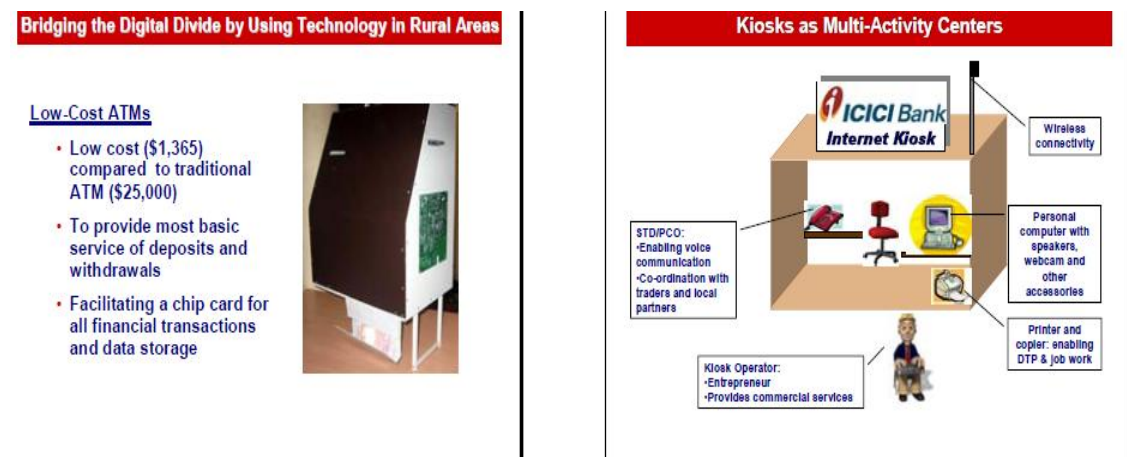 Bridging the Digital Divide by Using Technology in Rural Areas
Low-Cost ATMs
• Low cost ($1,365)
compared to traditional
ATM ($25,000)
• To provide most basic
service of deposits and
withdrawals
• Facilitating a chip card for
all financial transactions
and data storage
Kiosks as Multi-Activity Centers
ICICI Bank
Internet Kiosk
Wireless
connectivity
STD/PCO:
•Enabling voice
communication
•Co-ordination with
traders and local
partners
Personal
computer with
speakers,
webcam and
other
accessories
Printer and
copier: enabling
DTP & job work
Kiosk Operator:
•Entrepreneur
•Provides commercial services